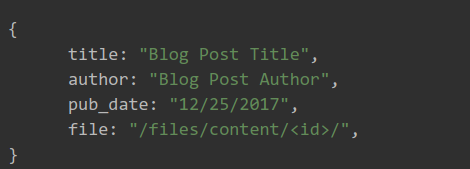 {
title: "Blog Post Title",
author: "Blog Post Author",
pub_date: "12/25/2017",
file: "/files/content/<id>/",
}